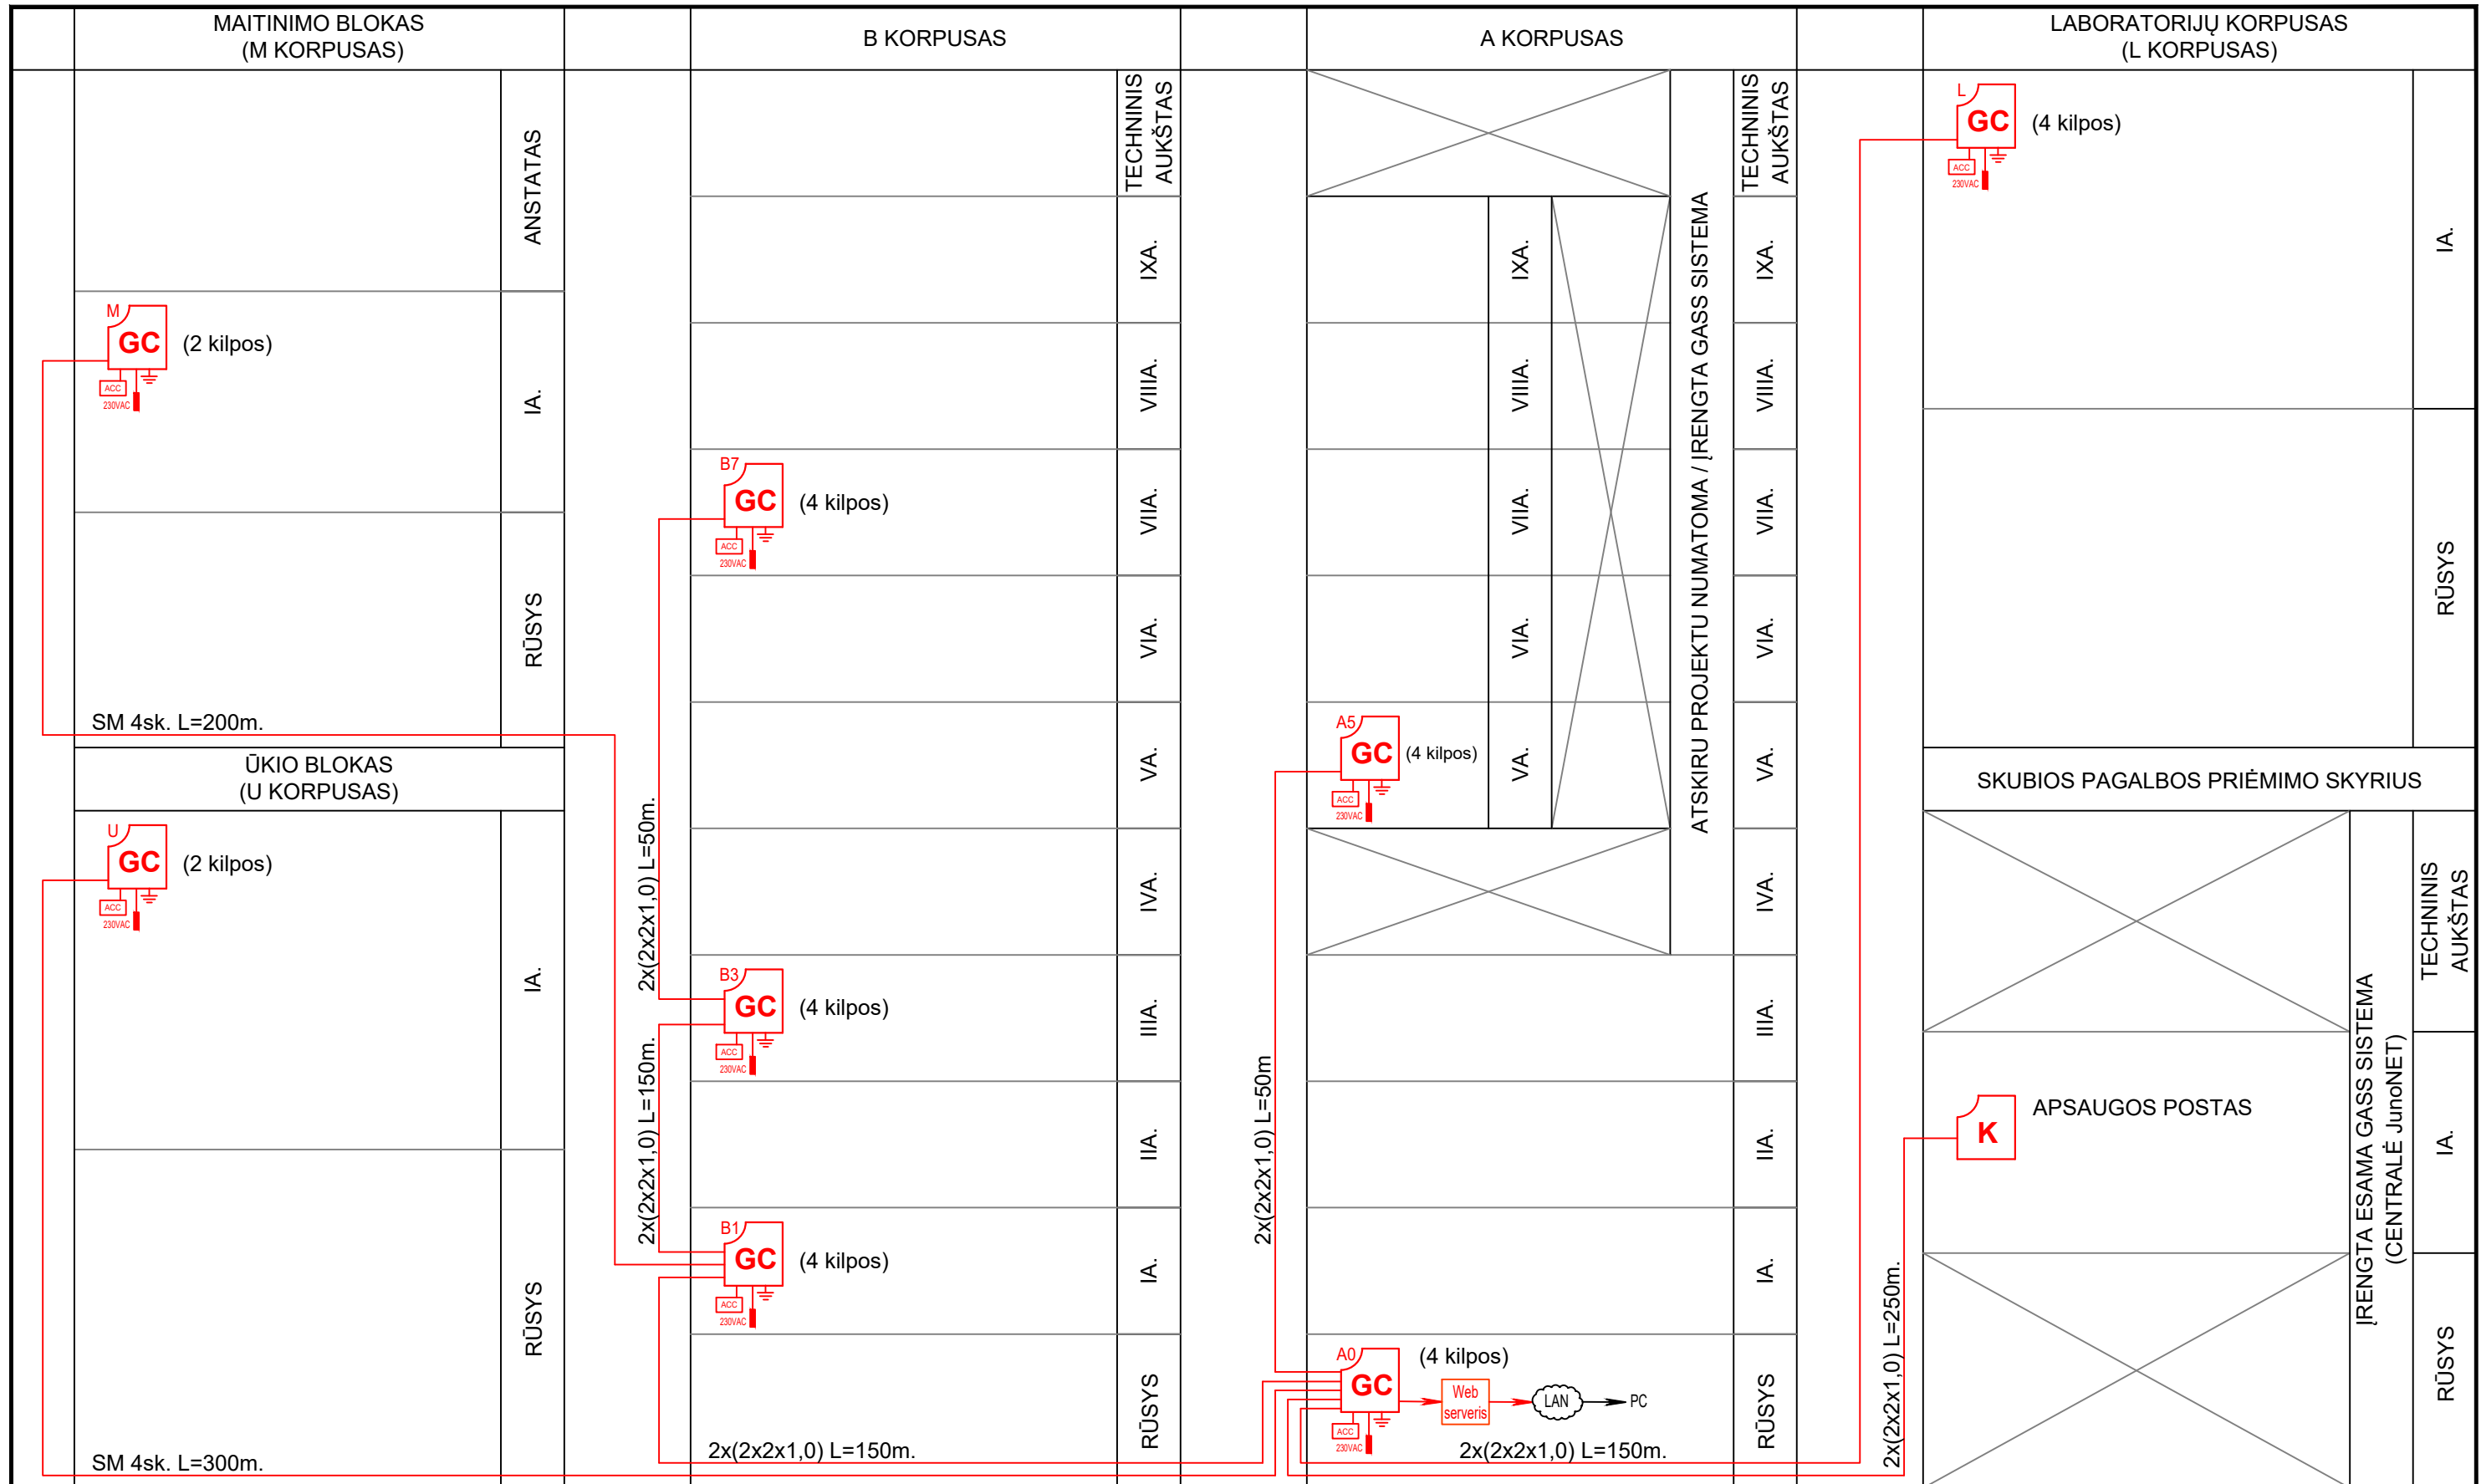 MAITINIMO BLOKAS
(M KORPUSAS)
B KORPUSAS
A KORPUSAS
LABORATORIJŲ KORPUSAS
(L KORPUSAS)
ANSTATAS
M
GC
(2 kilpos)
ACC
230VAC
IA.
RŪSYS
SM 4sk. L=200m.
ŪKIO BLOKAS
(U KORPUSAS)
U
GC
(2 kilpos)
ACC
230VAC
IA.
RŪSYS
SM 4sk. L=300m.
TECHNINIS
AUKŠTAS
IXA.
VIIIA.
B7
GC
(4 kilpos)
ACC
230VAC
VIIA.
VIA.
VA.
2x(2x2x1,0) L=50m.
IVA.
B3
GC
(4 kilpos)
ACC
230VAC
IIIA.
2x(2x2x1,0) L=150m.
IIA.
B1
GC
(4 kilpos)
ACC
230VAC
IA.
RŪSYS
2x(2x2x1,0) L=150m.
ATSKIRU PROJEKTU NUMATOMA / ĮRENGTA GASS SISTEMA
TECHNINIS
AUKŠTAS
IXA.
IXA.
VIIIA.
VIIIA.
VIIA.
VIIA.
VIA.
VIA.
A5
GC
(4 kilpos)
ACC
230VAC
VA.
VA.
IVA.
IIIA.
2x(2x2x1,0) L=50m
IIA.
IA.
A0
GC
(4 kilpos)
ACC
230VAC
Web
serveris
LAN
PC
RŪSYS
2x(2x2x1,0) L=150m.
L
GC
(4 kilpos)
ACC
230VAC
IA.
RŪSYS
SKUBIOS PAGALBOS PRIĖMIMO SKYRIUS
TECHNINIS
AUKŠTAS
ĮRENGTA ESAMA GASS SISTEMA
(CENTRALĖ JunoNET)
K
APSAUGOS POSTAS
IA.
2x(2x2x1,0) L=250m.
RŪSYS